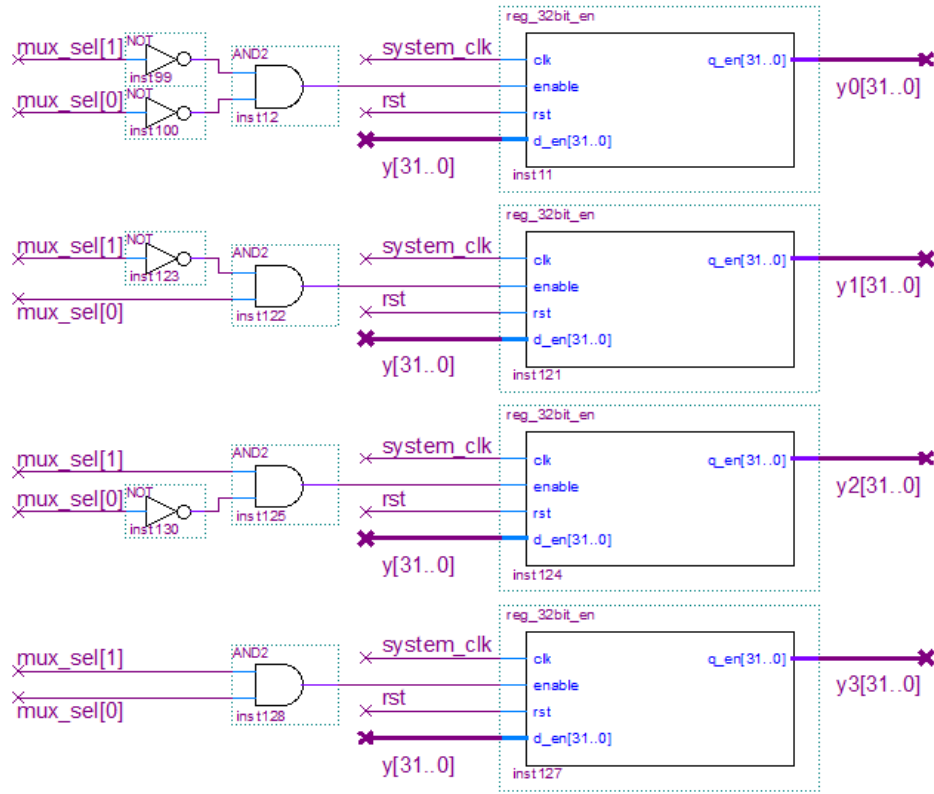 reg_32bit_en
mux_sel[1] NOT inst99 AND2 system_clk clk q_en[31..0] y0[31..0]
enable
mux_sel[0] NOT inst100 inst12 rst rst
y[31..0] d_en[31..0]
inst11
reg_32bit_en
mux_sel[1] NOT inst123 AND2 system_clk clk q_en[31..0] y1[31..0]
enable
mux_sel[0] inst122 rst rst
y[31..0] d_en[31..0]
inst121
reg_32bit_en
mux_sel[1] AND2 system_clk clk q_en[31..0] y2[31..0]
enable
mux_sel[0] NOT inst130 inst125 rst rst
y[31..0] d_en[31..0]
inst124
reg_32bit_en
mux_sel[1] AND2 system_clk clk q_en[31..0] y3[31..0]
enable
mux_sel[0] inst128 rst rst
y[31..0] d_en[31..0]
inst127